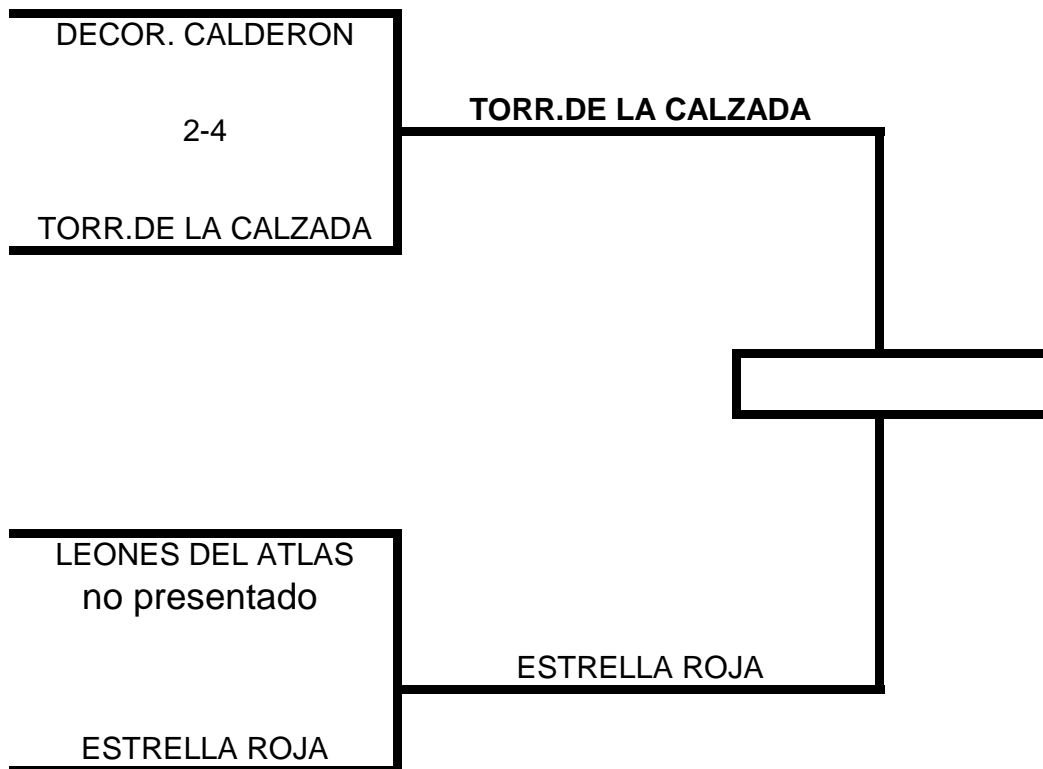 DECOR. CALDERON
2-4
TORR.DE LA CALZADA
TORR.DE LA CALZADA
LEONES DEL ATLAS
no presentado
ESTRELLA ROJA
ESTRELLA ROJA